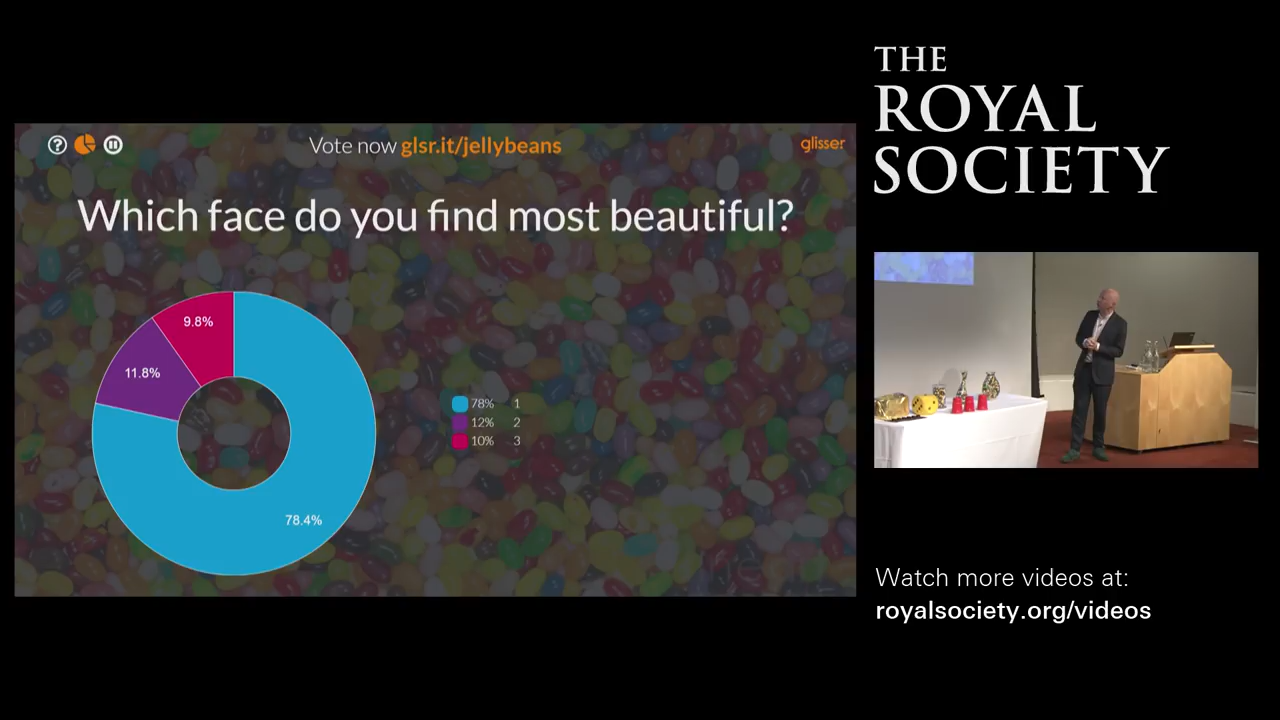 Vote now glsr.it/jellybeans
glisser
Which face do you find most beautiful?
9.8%
11.8%
78.4%
78% 1
12% 2
10% 3
THE
ROYAL
SOCIETY
Watch more videos at:
royalsociety.org/videos